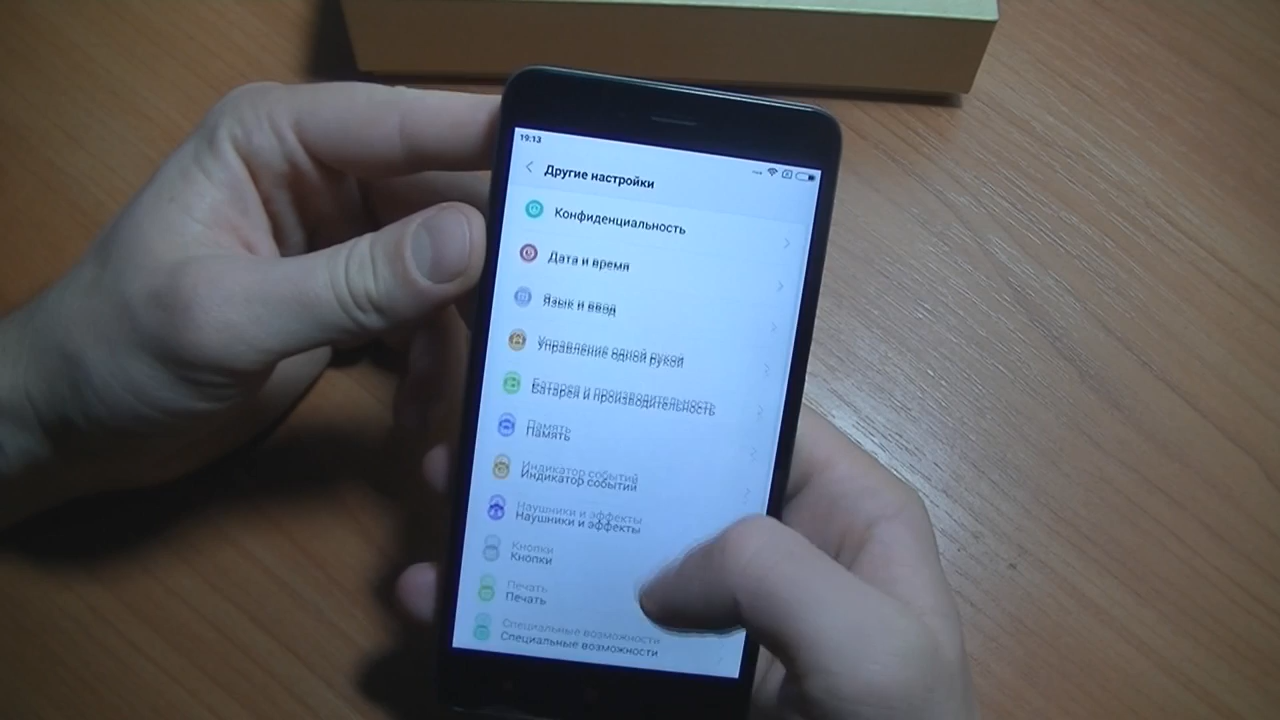 19:13
Другие настройки
Конфиденциальность
Дата и время
Язык и ввод
Управление одной рукой
Батарея и производительность
Память
Индикатор событий
Наушники и эффекты
Кнопки
Печать
Специальные возможности